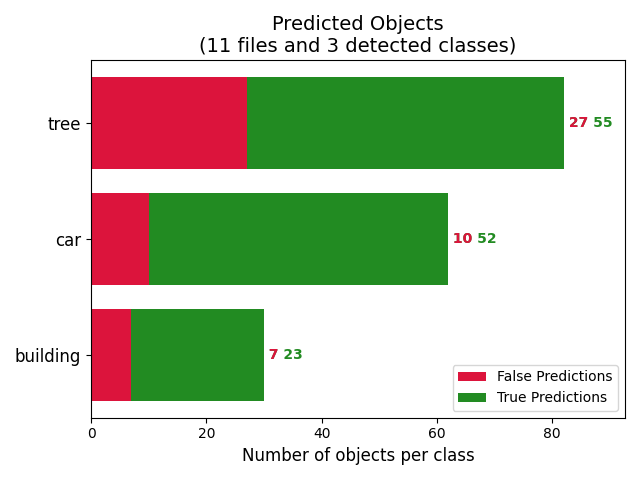 Predicted Objects
(11 files and 3 detected classes)
tree
27 55
car
10 52
building
7 23
False Predictions
True Predictions
0 20 40 60 80
Number of objects per class